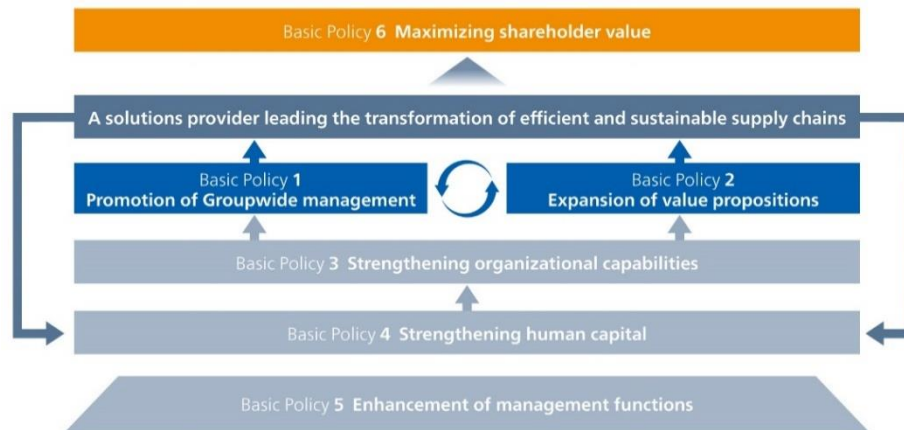 Basic Policy 6 Maximizing shareholder value
A solutions provider leading the transformation of efficient and sustainable supply chains
Basic Policy 1
Promotion of Groupwide management
Basic Policy 2
Expansion of value propositions
Basic Policy 3 Strengthening organizational capabilities
Basic Policy 4 Strengthening human capital
Basic Policy 5 Enhancement of management functions